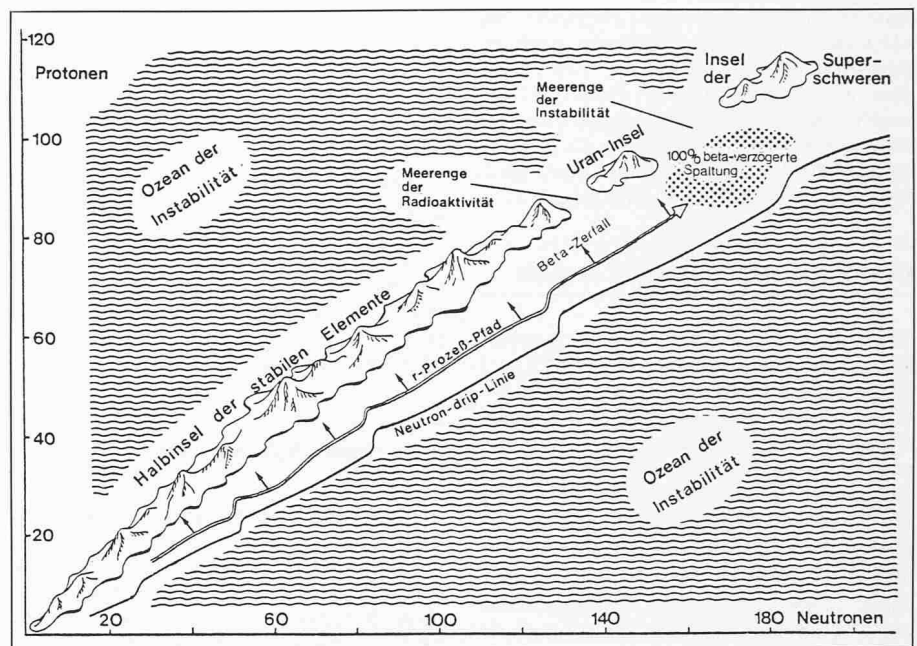 120
Protonen
100
80
60
40
20
20
60
100
140
180 Neutronen
Ozean der
Instabilität
Meerenge
der
Radioaktivität
Meerenge
der
Instabilität
Insel
der
Super-
schweren
Uran-Insel
100% beta-verzögerte
Spaltung
Beta-Zerfall
r-Prozeß-Pfad
Neutron-drip-Linie
Halbinsel der stabilen Elemente
Ozean der
Instabilität